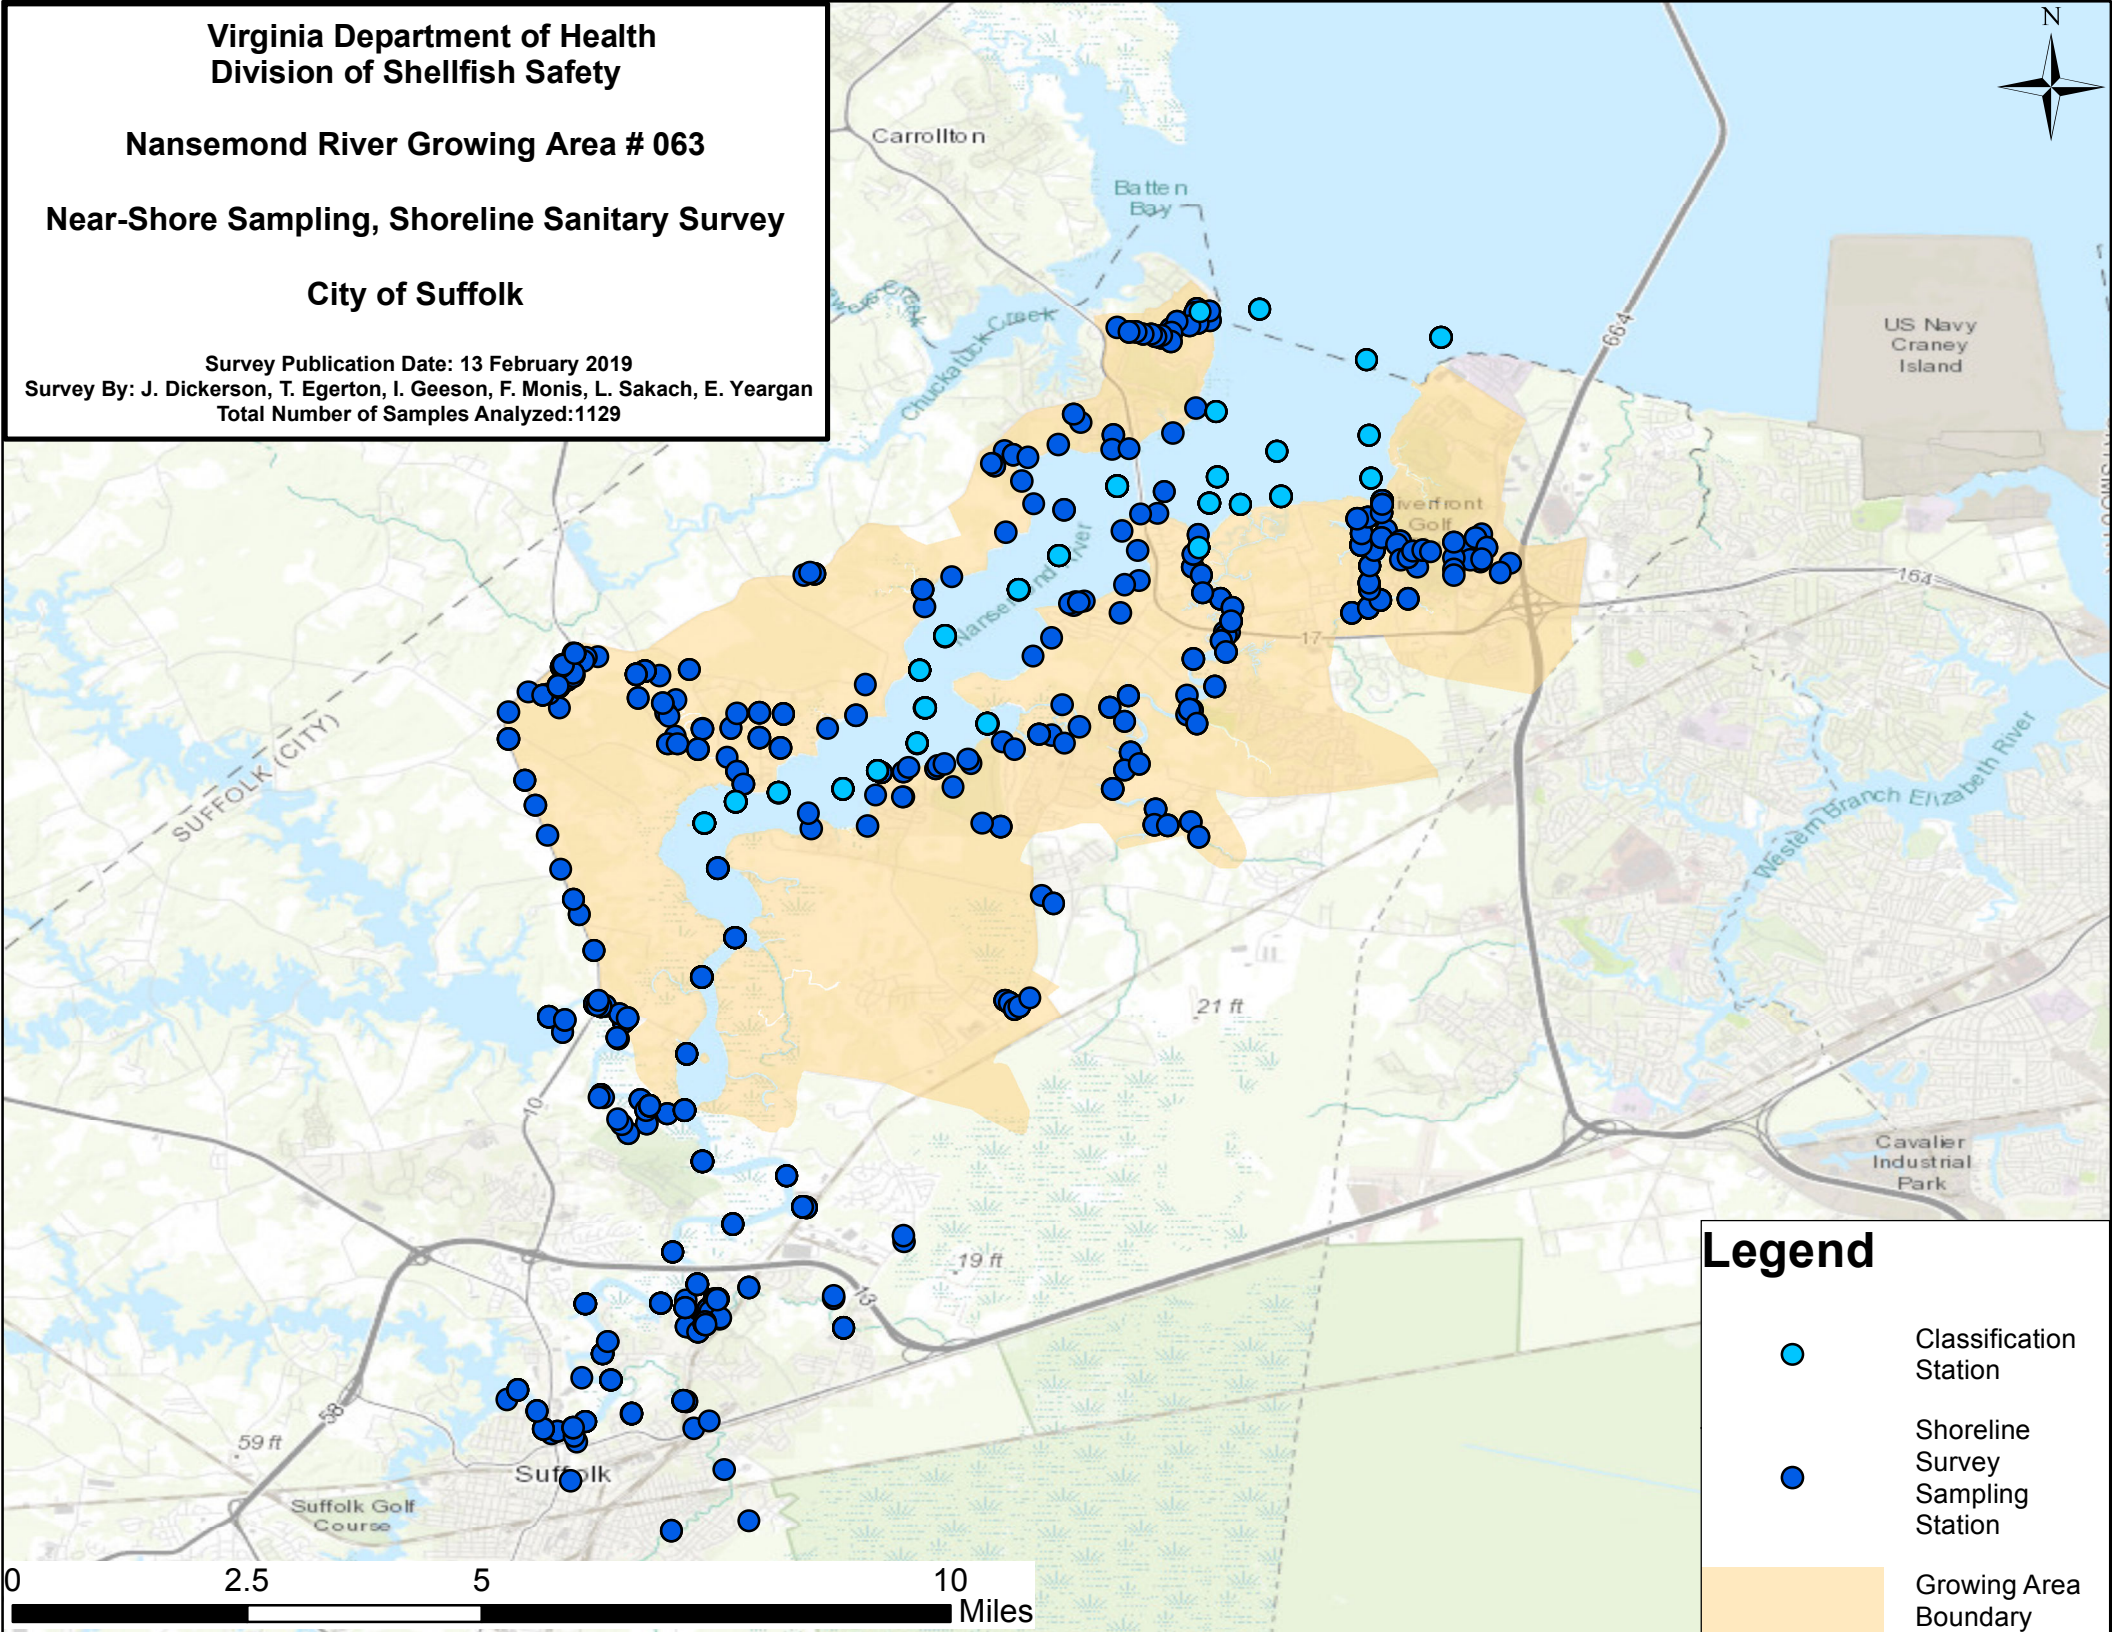 Virginia Department of Health
Division of Shellfish Safety
Nansemond River Growing Area # 063
Near-Shore Sampling, Shoreline Sanitary Survey
City of Suffolk
Survey Publication Date: 13 February 2019
Survey By: J. Dickerson, T. Egerton, I. Geeson, F. Monis, L. Sakach, E. Yeargan
Total Number of Samples Analyzed:1129
N
Carrollton
Batten
Bay
Creek
Chuckatuck Creek
664
US Navy
Craney
Island
Golf
Nansemond River
164
17
SUFFOLK (CITY)
Western Branch Elizabeth River
21 ft
10
Cavalier
Industrial
Park
19 ft
13
58
59 ft
Suffolk
Suffolk Golf
Course
0 2.5 5 10
Miles
Legend
Classification
Station
Shoreline
Survey
Sampling
Station
Growing Area
Boundary